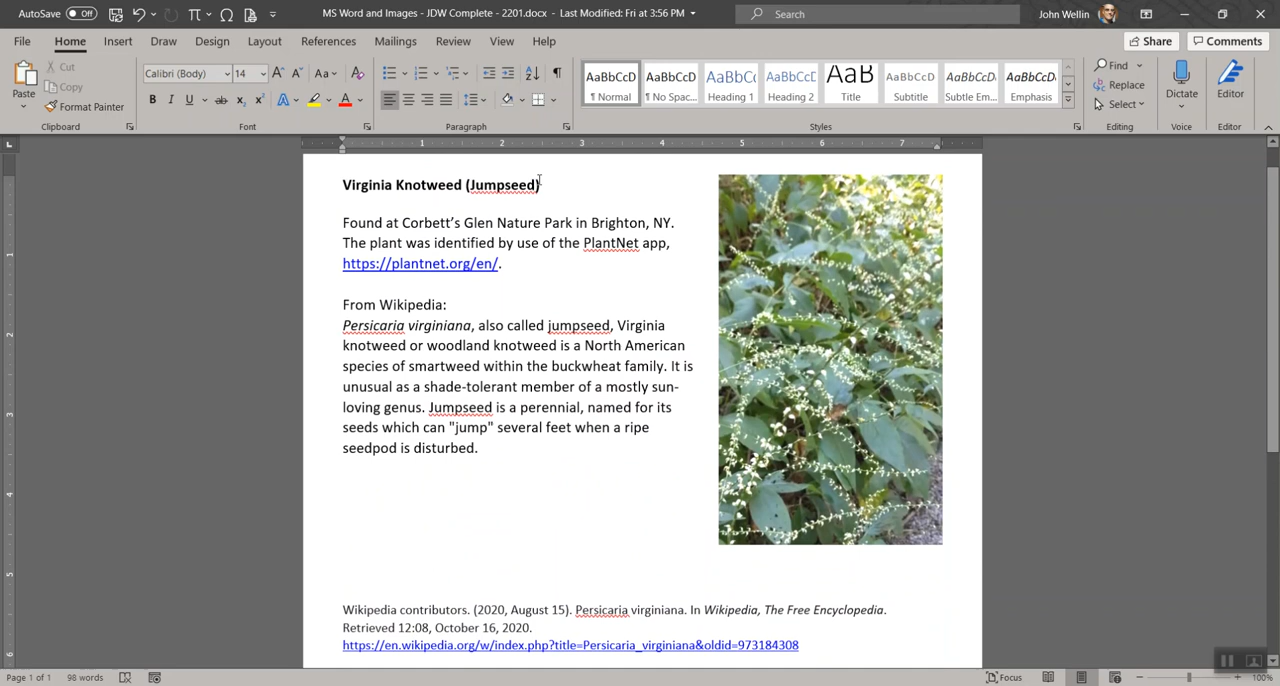 AutoSave Off MS Word and Images - JDW Complete - 2201.docx - Last Modified: Fri at 3:56 PM Search John Wellin
File Home Insert Draw Design Layout References Mailings Review View Help Share Comments
Paste Cut Copy Format Painter
Calibri (Body) 14
AaBbCcD AaBbCcD AaBbCc AaBbCcD AaB AaBbCcD AaBbCcD AaBbCcD
¶ Normal ¶ No Spac... Heading 1 Heading 2 Title Subtitle Subtle Em... Emphasis
Find Replace Select Dictate Editor
Clipboard Font Paragraph Styles Editing Voice Editor
1 2 3 4 5 6 7
Virginia Knotweed (Jumpseed)
Found at Corbett’s Glen Nature Park in Brighton, NY.
The plant was identified by use of the PlantNet app,
https://plantnet.org/en/.
From Wikipedia:
Persicaria virginiana, also called jumpseed, Virginia
knotweed or woodland knotweed is a North American
species of smartweed within the buckwheat family. It is
unusual as a shade-tolerant member of a mostly sun-
loving genus. Jumpseed is a perennial, named for its
seeds which can "jump" several feet when a ripe
seedpod is disturbed.
Wikipedia contributors. (2020, August 15). Persicaria virginiana. In Wikipedia, The Free Encyclopedia.
Retrieved 12:08, October 16, 2020.
https://en.wikipedia.org/w/index.php?title=Persicaria_virginiana&oldid=973184308
Page 1 of 1 98 words Focus 100%